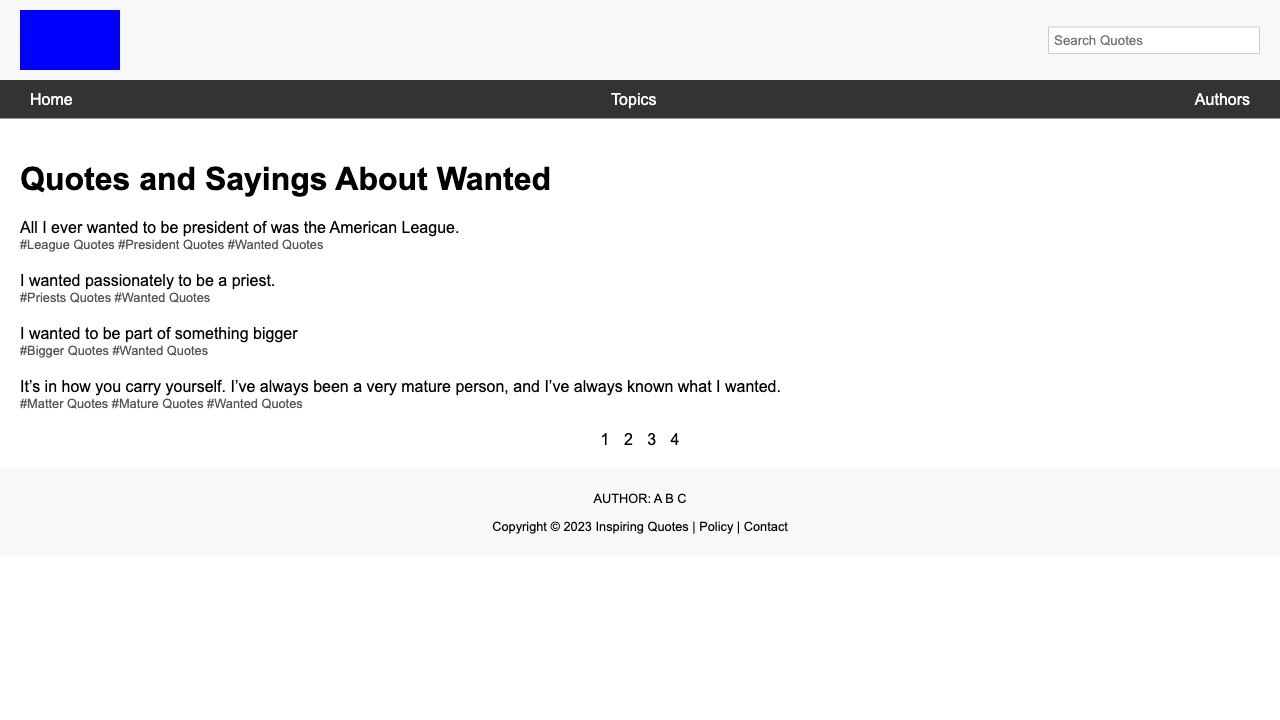 Search Quotes
Home Topics Authors
Quotes and Sayings About Wanted
All I ever wanted to be president of was the American League.
#League Quotes #President Quotes #Wanted Quotes
I wanted passionately to be a priest.
#Priests Quotes #Wanted Quotes
I wanted to be part of something bigger
#Bigger Quotes #Wanted Quotes
It’s in how you carry yourself. I’ve always been a very mature person, and I’ve always known what I wanted.
#Matter Quotes #Mature Quotes #Wanted Quotes
1 2 3 4
AUTHOR: A B C
Copyright © 2023 Inspiring Quotes | Policy | Contact